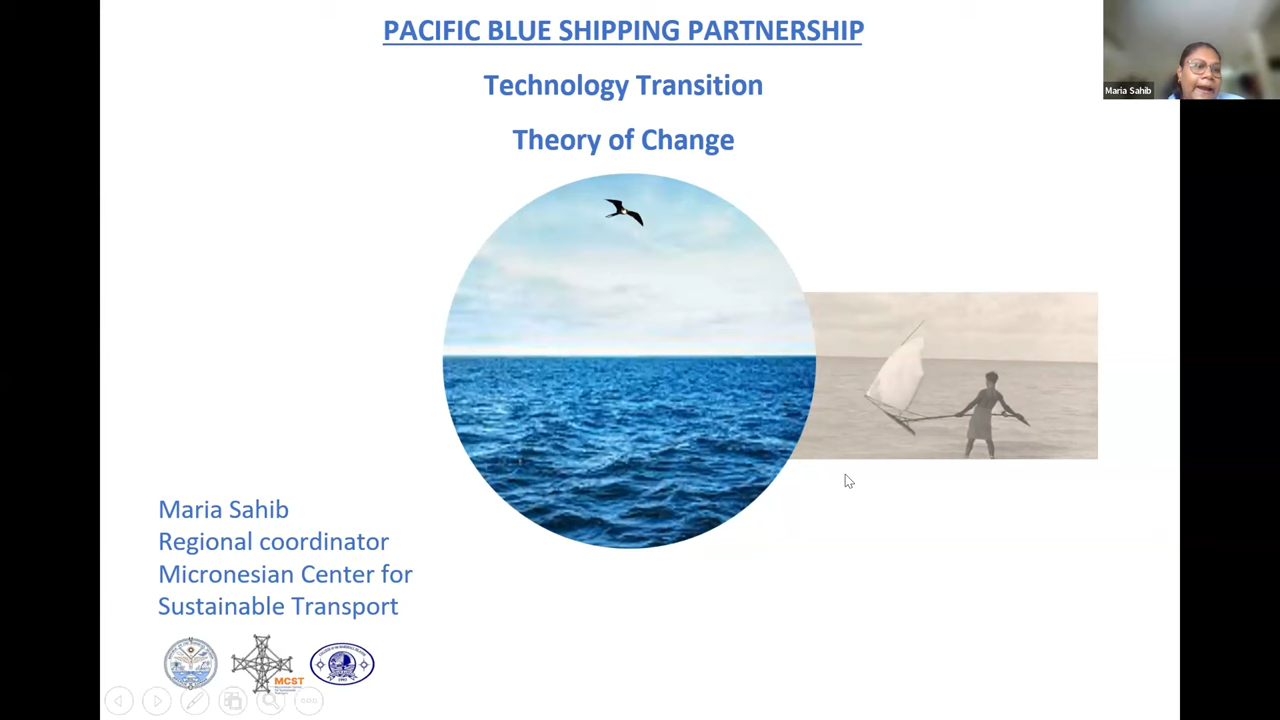 PACIFIC BLUE SHIPPING PARTNERSHIP
Technology Transition
Theory of Change
Maria Sahib
Maria Sahib
Regional coordinator
Micronesian Center for
Sustainable Transport
MCST